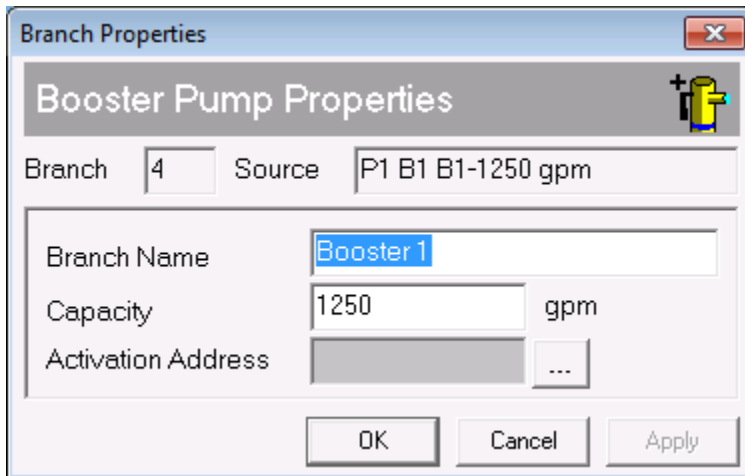 Branch Properties
Booster Pump Properties
Branch 4 Source P1 B1 B1-1250 gpm
Branch Name Booster 1
Capacity 1250 gpm
Activation Address ...
OK Cancel Apply